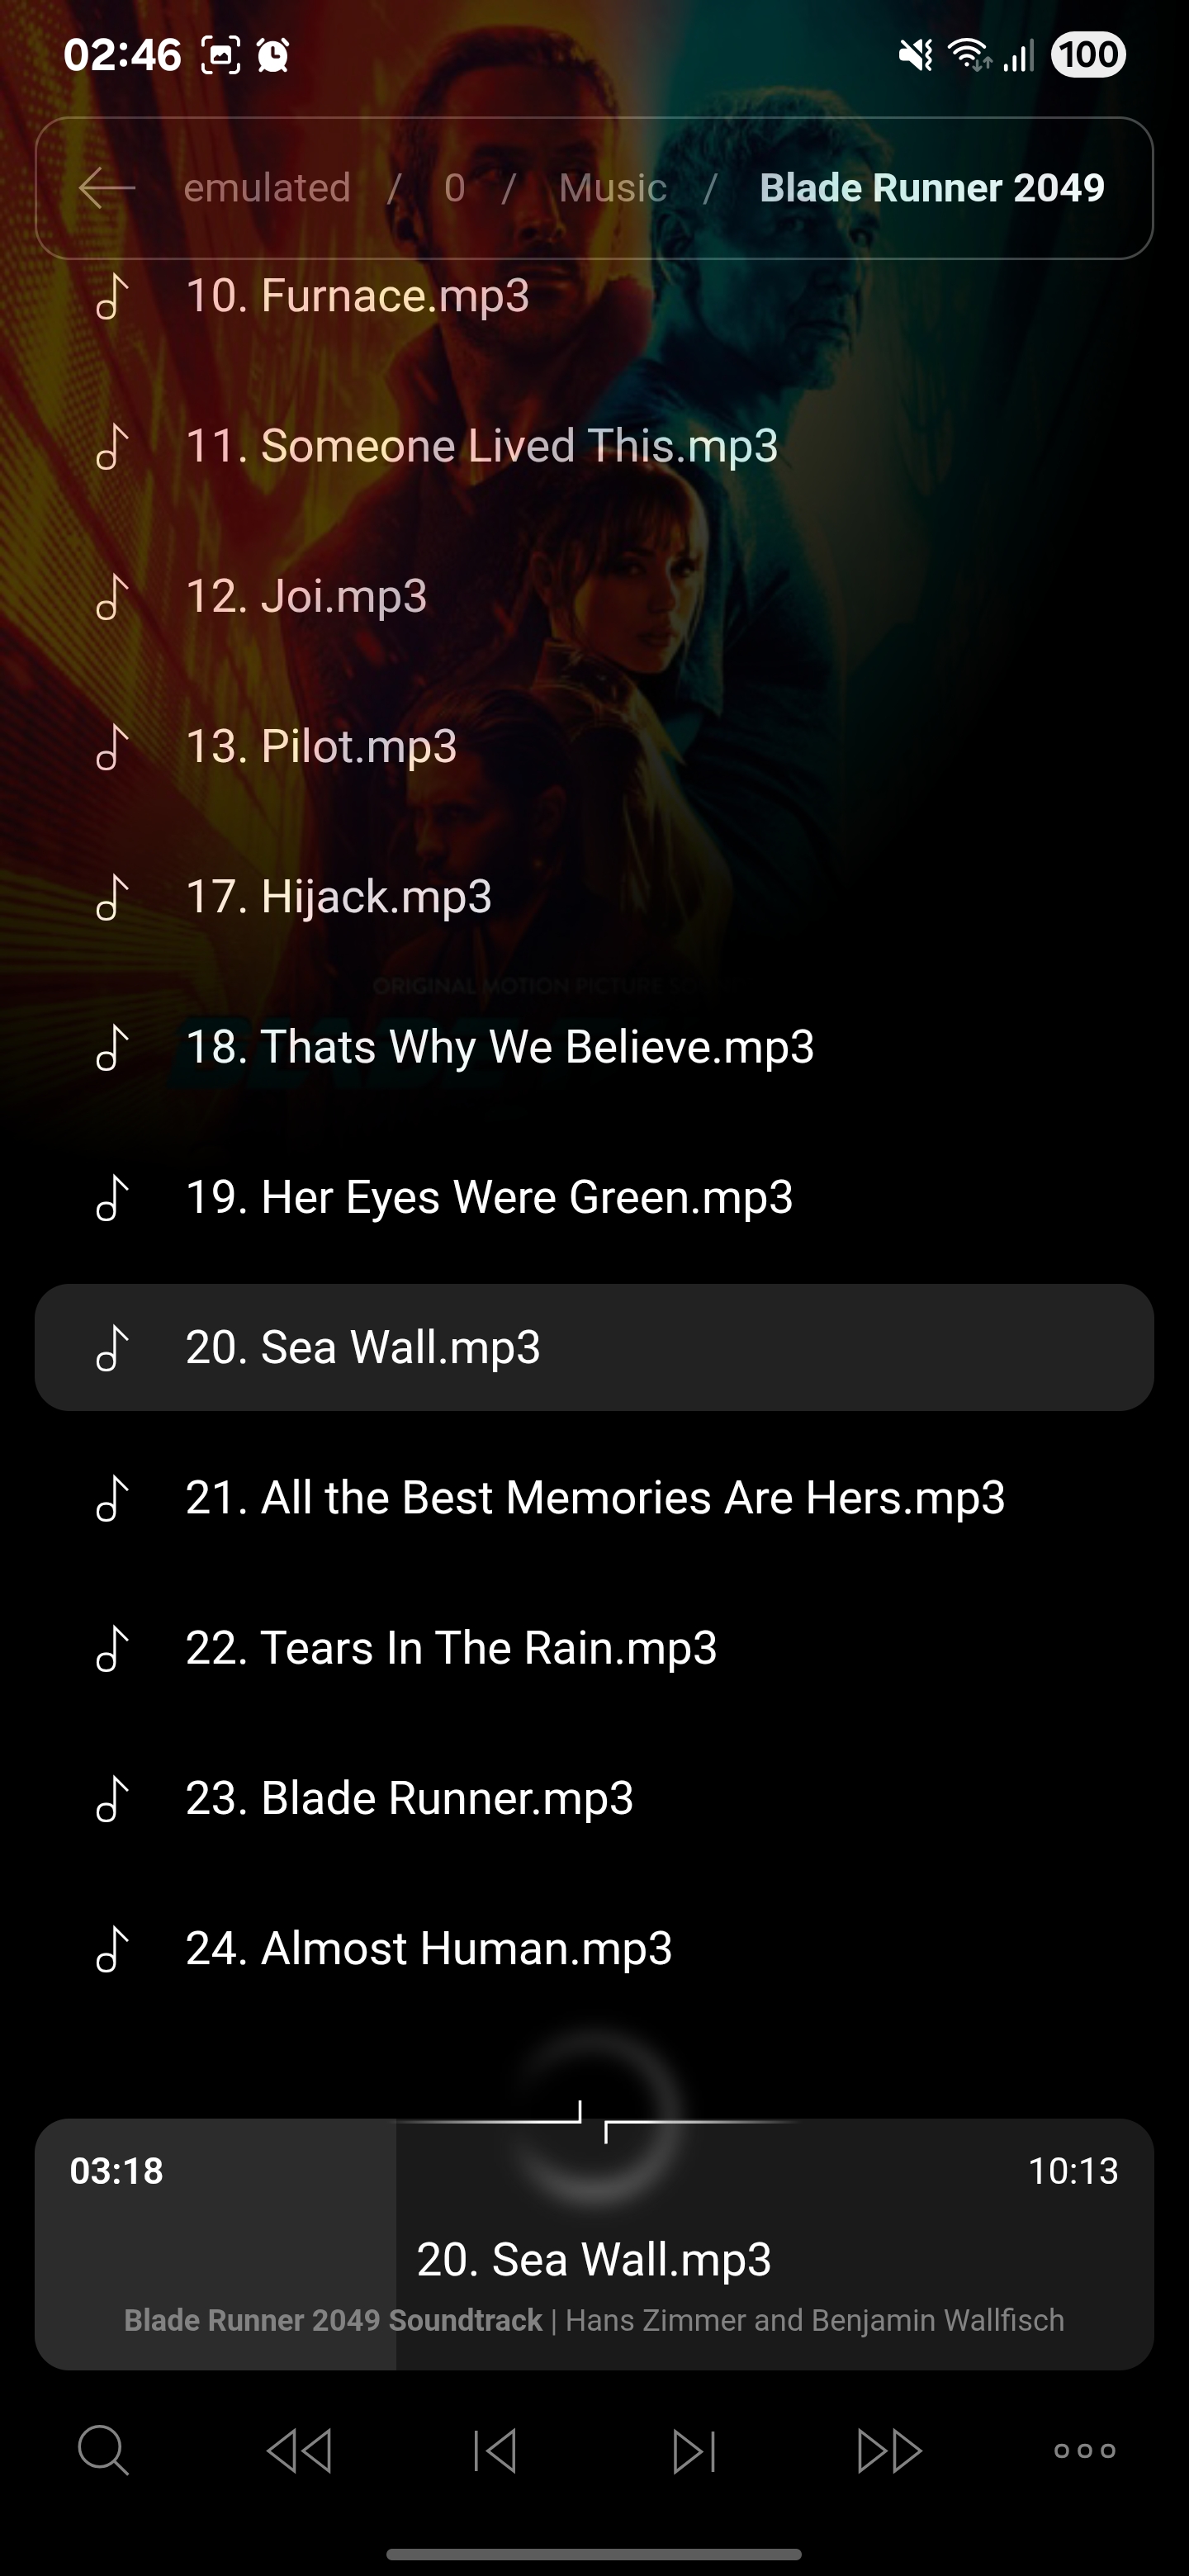 02:46 100
emulated / 0 / Music / Blade Runner 2049
10. Furnace.mp3
11. Someone Lived This.mp3
12. Joi.mp3
13. Pilot.mp3
17. Hijack.mp3
ORIGINAL MOTION PICTURE
BLADE
18. Thats Why We Believe.mp3
19. Her Eyes Were Green.mp3
20. Sea Wall.mp3
21. All the Best Memories Are Hers.mp3
22. Tears In The Rain.mp3
23. Blade Runner.mp3
24. Almost Human.mp3
03:18 10:13
20. Sea Wall.mp3
Blade Runner 2049 Soundtrack | Hans Zimmer and Benjamin Wallfisch